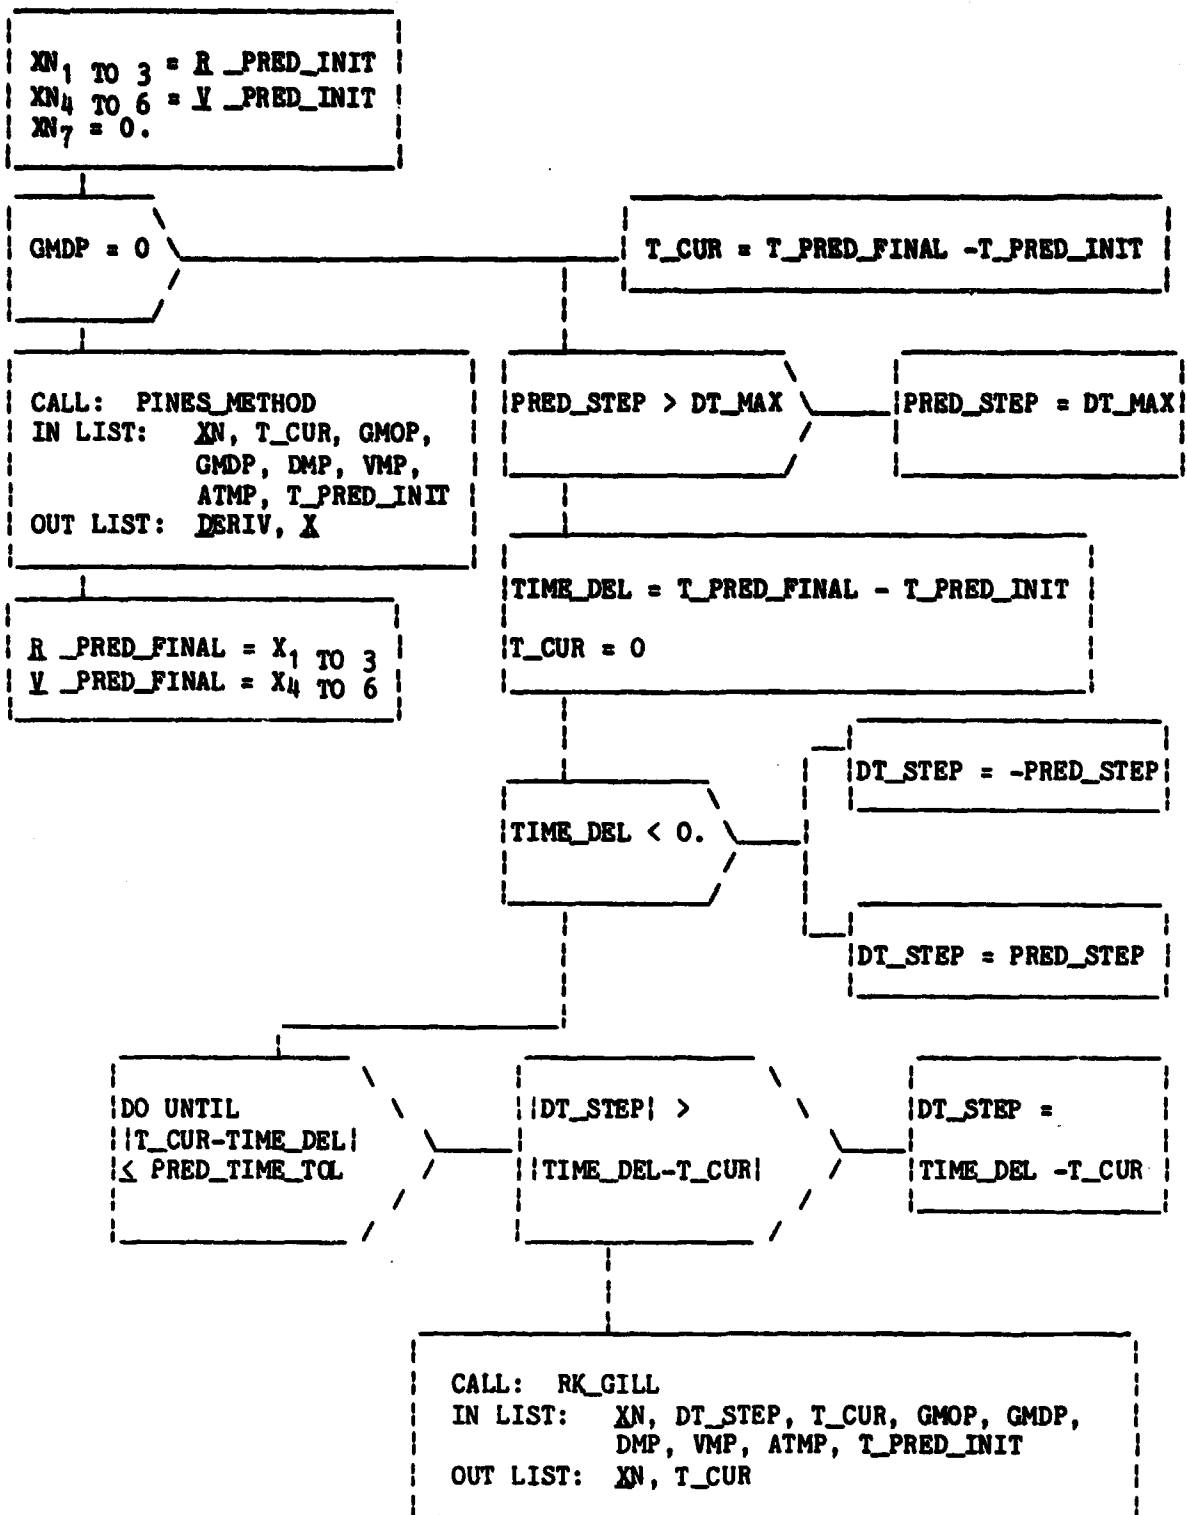 XN1 TO 3 = R _PRED_INIT
XN4 TO 6 = V _PRED_INIT
XN7 = 0.
GMDP = 0
T_CUR = T_PRED_FINAL -T_PRED_INIT
CALL: PINES_METHOD
IN LIST: XN, T_CUR, GMOP,
GMDP, DMP, VMP,
ATMP, T_PRED_INIT
OUT LIST: DERIV, X
PRED_STEP > DT_MAX
PRED_STEP = DT_MAX
R _PRED_FINAL = X1 TO 3
V _PRED_FINAL = X4 TO 6
TIME_DEL = T_PRED_FINAL - T_PRED_INIT
T_CUR = 0
TIME_DEL < 0.
DT_STEP = -PRED_STEP
DT_STEP = PRED_STEP
DO UNTIL
|T_CUR-TIME_DEL|
≤ PRED_TIME_TOL
|DT_STEP| >
|TIME_DEL-T_CUR|
DT_STEP =
TIME_DEL -T_CUR
CALL: RK_GILL
IN LIST: XN, DT_STEP, T_CUR, GMOP, GMDP,
DMP, VMP, ATMP, T_PRED_INIT
OUT LIST: XN, T_CUR